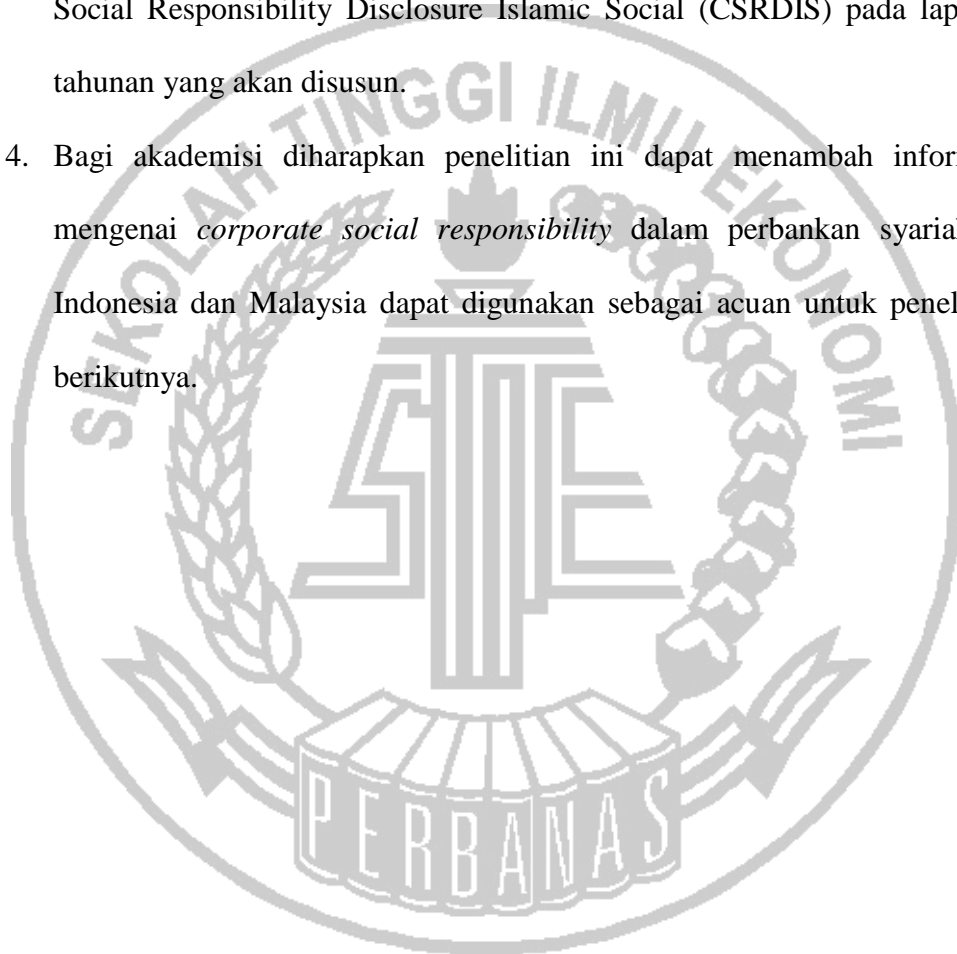 Social Responsibility Disclosure Islamic Social (CSRDIS) pada lap
tahunan yang akan disusun.
4. Bagi akademisi diharapkan penelitian ini dapat menambah infor
mengenai corporate social responsibility dalam perbankan syariah
Indonesia dan Malaysia dapat digunakan sebagai acuan untuk penel
berikutnya.
SEKOLAH TINGGI ILMU EKONOMI
STIE
PERBANAS